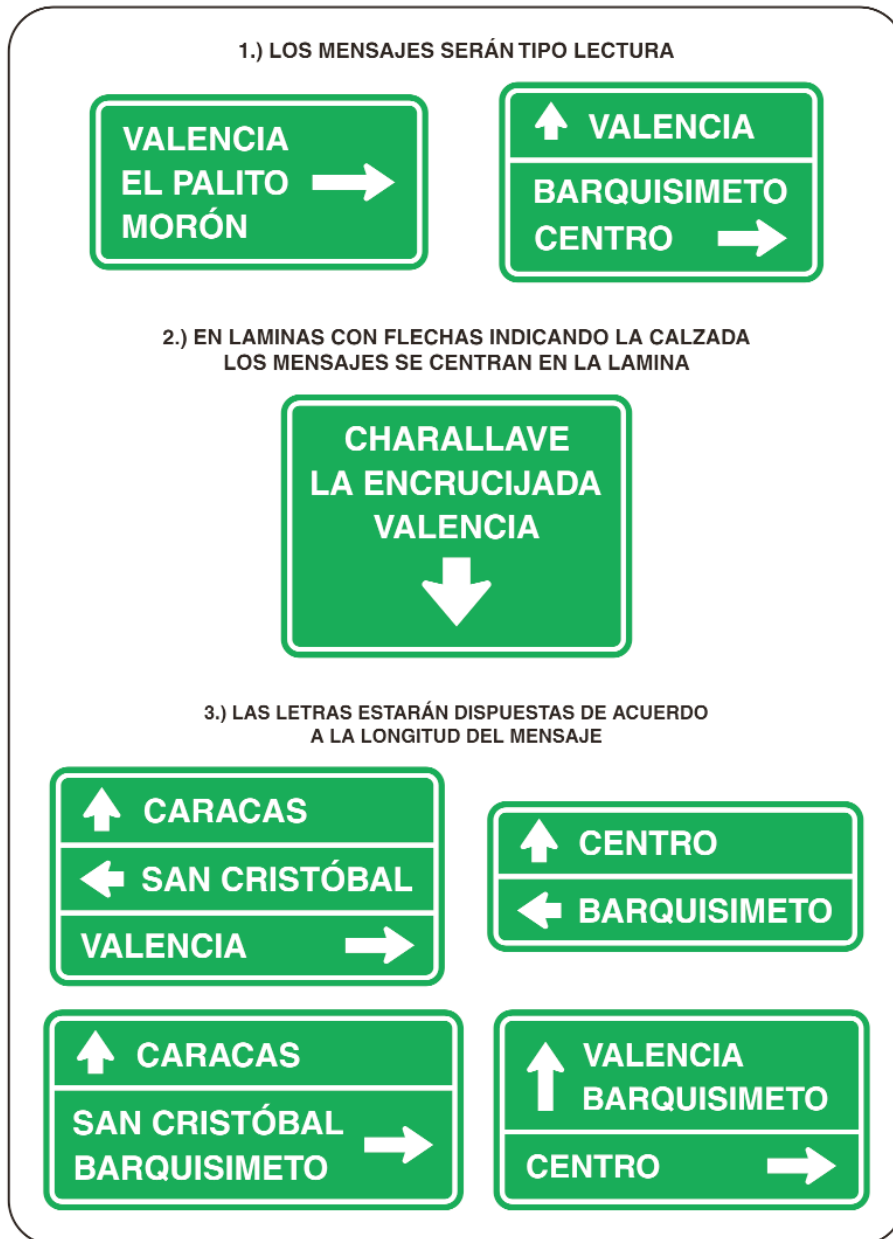 1.) LOS MENSAJES SERÁN TIPO LECTURA
VALENCIA
EL PALITO
MORÓN
VALENCIA
BARQUISIMETO
CENTRO
2.) EN LAMINAS CON FLECHAS INDICANDO LA CALZADA
LOS MENSAJES SE CENTRAN EN LA LAMINA
CHARALLAVE
LA ENCRUCIJADA
VALENCIA
3.) LAS LETRAS ESTARÁN DISPUESTAS DE ACUERDO
A LA LONGITUD DEL MENSAJE
CARACAS
SAN CRISTÓBAL
VALENCIA
CENTRO
BARQUISIMETO
CARACAS
SAN CRISTÓBAL
BARQUISIMETO
VALENCIA
BARQUISIMETO
CENTRO